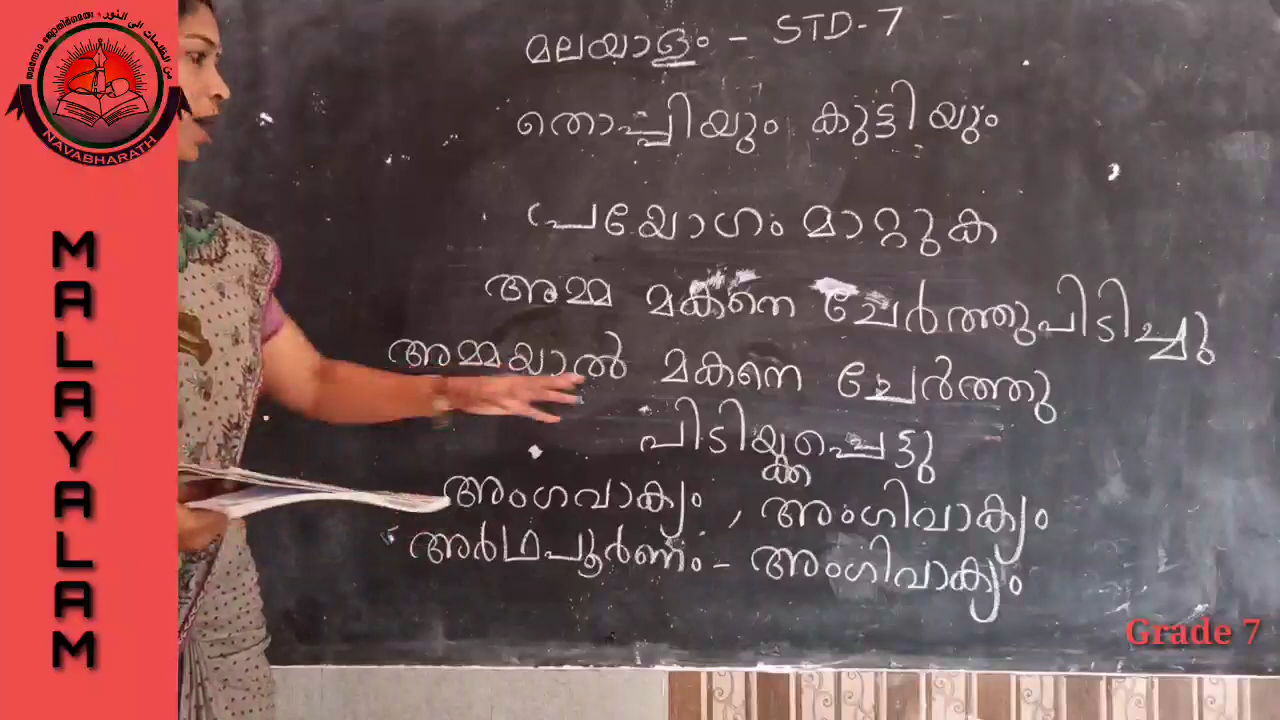 മലയാളം - STD-7
തൊപ്പിയും കുട്ടിയും
പ്രയോഗം മാറ്റുക
അമ്മ മകനെ ചേർത്തുപിടിച്ചു
അമ്മയാൽ മകനെ ചേർത്തു
പിടിയ്ക്കപ്പെട്ടു
അംഗവാക്യം , അംഗിവാക്യം
അർഥപൂർണം - അംഗിവാക്യം
NAVABHARATH
MALAYALAM
Grade 7